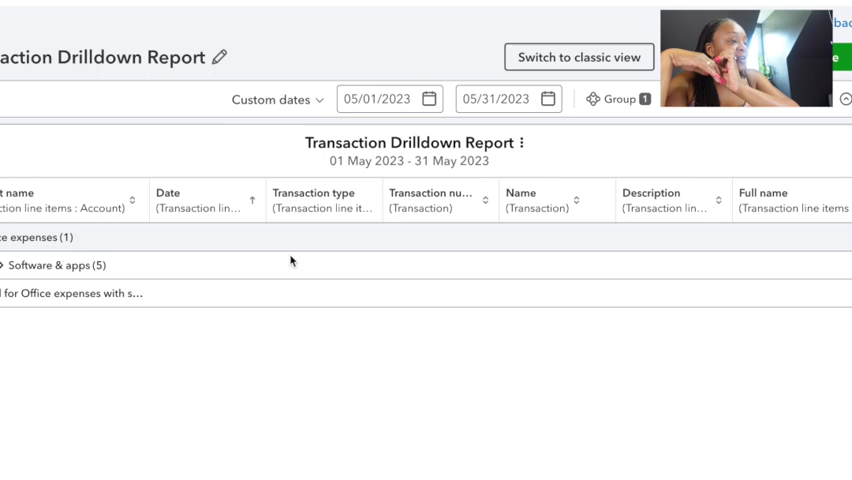 action Drilldown Report
Switch to classic view
bac
e
Custom dates
05/01/2023
05/31/2023
Group 1
Transaction Drilldown Report
01 May 2023 - 31 May 2023
t name
Date
Transaction type
Transaction nu...
Name
Description
Full name
ction line items : Account)
(Transaction lin...
(Transaction line it...
(Transaction)
(Transaction)
(Transaction lin...
(Transaction line items
ce expenses (1)
Software & apps (5)
l for Office expenses with s...